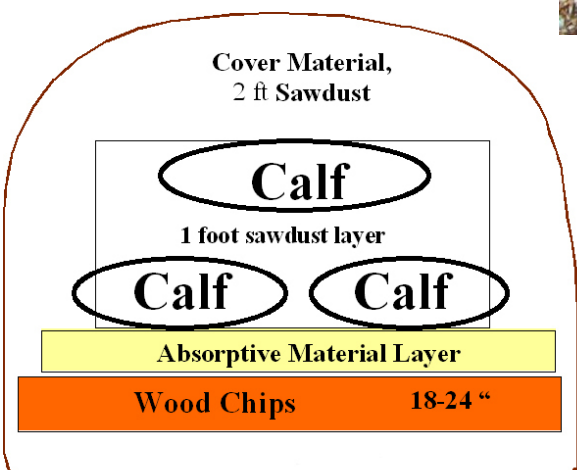 Cover Material,
2 ft Sawdust
Calf
1 foot sawdust layer
Calf Calf
Absorptive Material Layer
Wood Chips 18-24 “